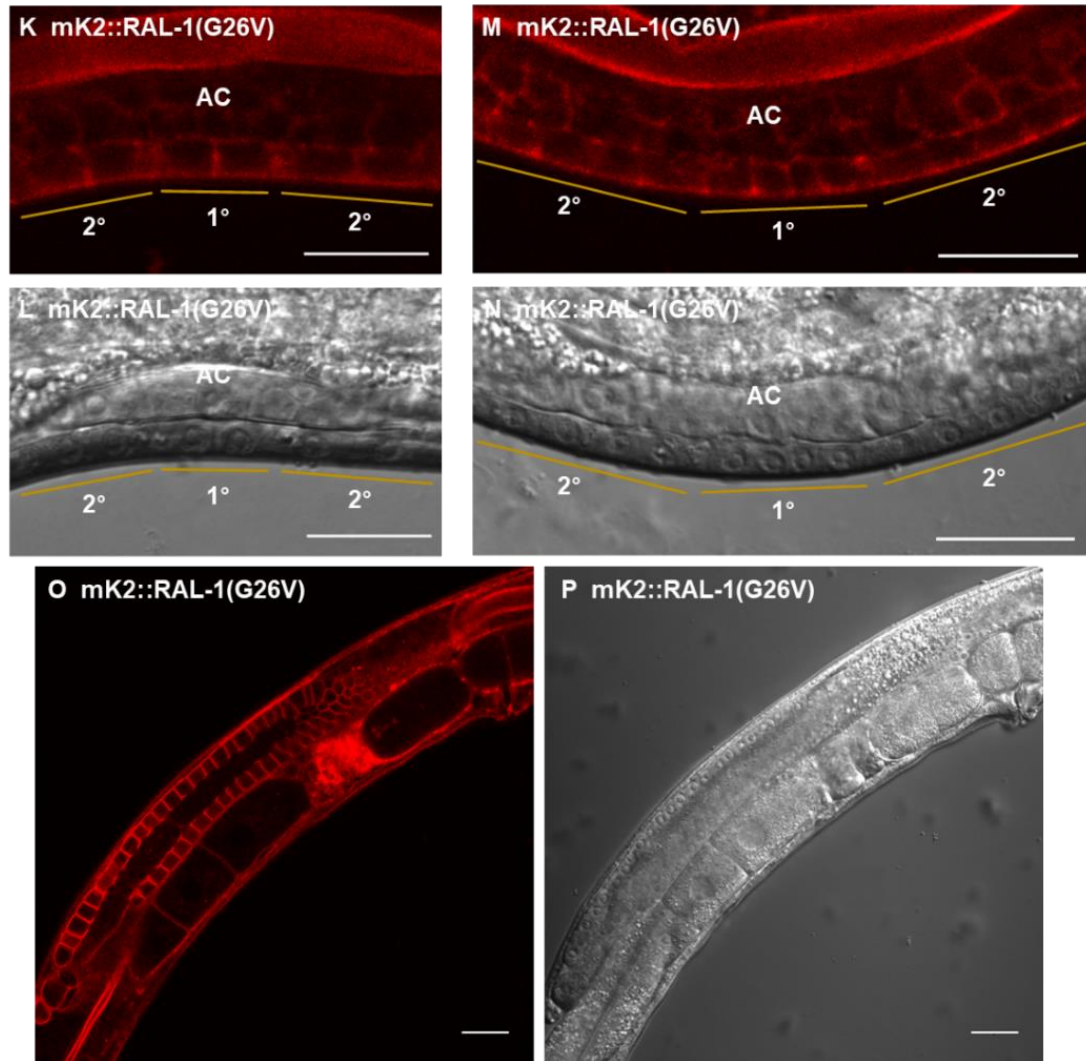 K mK2::RAL-1(G26V)
AC
2° 1° 2°
M mK2::RAL-1(G26V)
AC
2° 1° 2°
L mK2::RAL-1(G26V)
AC
2° 1° 2°
N mK2::RAL-1(G26V)
AC
2° 1° 2°
O mK2::RAL-1(G26V)
P mK2::RAL-1(G26V)